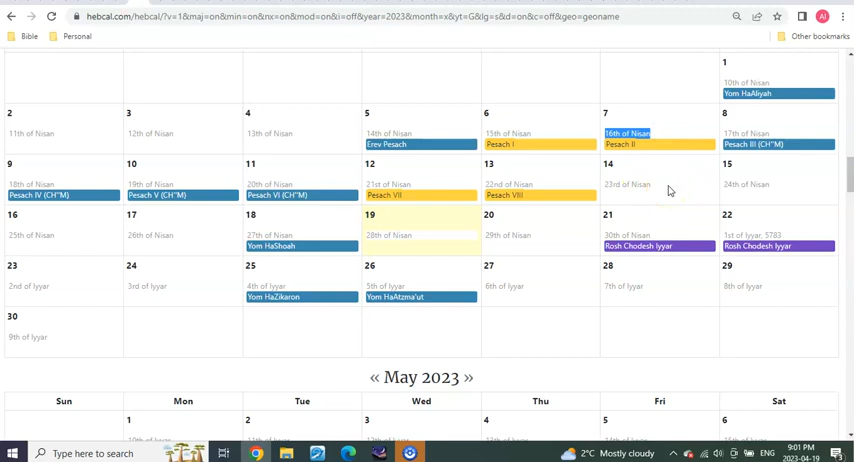 hebcal.com/hebcal/?v=1&maj=on&min=on&nx=on&mod=on&i=off&year=2023&month=x&yt=G&lg=s&d=on&c=off&geo=geoname
AI
Bible
Personal
Other bookmarks
1
10th of Nisan
Yom HaAliyah
2
3
4
5
6
7
8
11th of Nisan
12th of Nisan
13th of Nisan
14th of Nisan
15th of Nisan
16th of Nisan
17th of Nisan
Erev Pesach
Pesach I
Pesach II
Pesach III (CH"M)
9
10
11
12
13
14
15
18th of Nisan
19th of Nisan
20th of Nisan
21st of Nisan
22nd of Nisan
23rd of Nisan
24th of Nisan
Pesach IV (CH"M)
Pesach V (CH"M)
Pesach VI (CH"M)
Pesach VII
Pesach VIII
16
17
18
19
20
21
22
25th of Nisan
26th of Nisan
27th of Nisan
28th of Nisan
29th of Nisan
30th of Nisan
1st of Iyyar, 5783
Yom HaShoah
Rosh Chodesh Iyyar
Rosh Chodesh Iyyar
23
24
25
26
27
28
29
2nd of Iyyar
3rd of Iyyar
4th of Iyyar
5th of Iyyar
6th of Iyyar
7th of Iyyar
8th of Iyyar
Yom HaZikaron
Yom HaAtzma'ut
30
9th of Iyyar
« May 2023 »
Sun
Mon
Tue
Wed
Thu
Fri
Sat
1
2
3
4
5
6
Type here to search
2°C Mostly cloudy
ENG
9:01 PM
2023-04-19